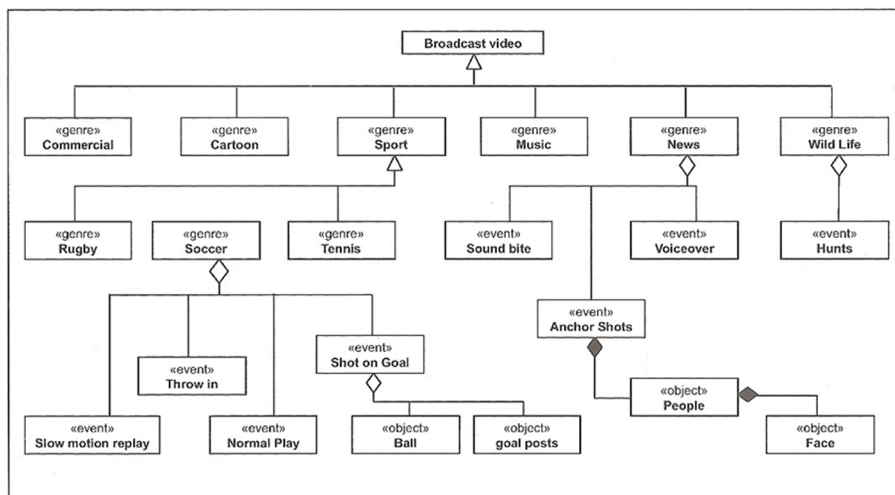 Broadcast video
«genre»
Commercial
«genre»
Cartoon
«genre»
Sport
«genre»
Music
«genre»
News
«genre»
Wild Life
«genre»
Rugby
«genre»
Soccer
«genre»
Tennis
«event»
Sound bite
«event»
Voiceover
«event»
Hunts
«event»
Anchor Shots
«event»
Shot on Goal
«event»
Throw in
«object»
People
«event»
Slow motion replay
«event»
Normal Play
«object»
Ball
«object»
goal posts
«object»
Face